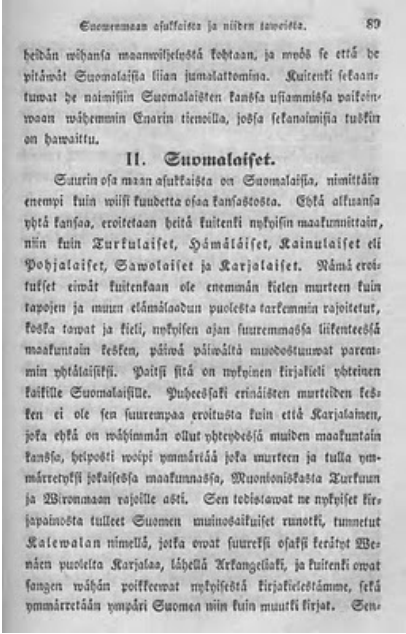 Suomenmaan asukkaista ja niiden tawoista. 89
heidän wihansa maanwiljelystä kohtaan, ja myös se että he
pitäwät Suomalaisia liian jumalattomina. Kuitenki sekaan-
tuwat he naimisiin Suomalaisten kanssa usiammissa paikoin-
waan wähemmin Enarin tienoilla, jossa sekanaimisia tuskin
on hawaittu.
II. Suomalaiset.
Suurin osa maan asukkaista on Suomalaisia, nimittäin
enempi kuin wiisi kuudetta osaa kansastosta. Ehkä alkuansa
yhtä kansaa, eroitetaan heitä kuitenki nykyisin maakunnittain,
niin kuin Turkulaiset, Hämäläiset, Kainulaiset eli
Pohjalaiset, Sawolaiset ja Karjalaiset. Nämä eroi-
tukset eiwät kuitenkaan ole enemmän kielen murteen kuin
tapojen ja muun elämälaadun puolesta tarkemmin rajoitetut,
koska tawat ja kieli, nykyisen ajan suuremmassa liikenteessä
maakuntain kesken, päiwä päiwältä muodostuuwat parem-
min yhtäläisiksi. Paitsi sitä on nykyinen kirjakieli yhteinen
kaikille Suomalaisille. Puheessaki erinäisten murteiden kes-
ken ei ole sen suurempaa eroitusta kuin että Karjalainen,
joka ehkä on wähimmän ollut yhteydessä muiden maakuntain
kanssa, helposti woipi ymmärtää joka murteen ja tulla ym-
märretyksi jokaisessa maakunnassa, Muonioniskasta Turkuun
ja Wironmaan rajoille asti. Sen todistawat ne nykyiset kir-
japainosta tulleet Suomen muinosaikuiset runotki, tunnetut
Kalewalan nimellä, jotka owat suureksi osaksi kerätyt We-
näen puolelta Karjalaa, lähellä Arkangeliaki, ja kuitenki owat
sangen wähän poikkeewat nykyisestä kirjakielestämme, sekä
ymmärretään ympäri Suomen niin kuin muutki kirjat. Sen-